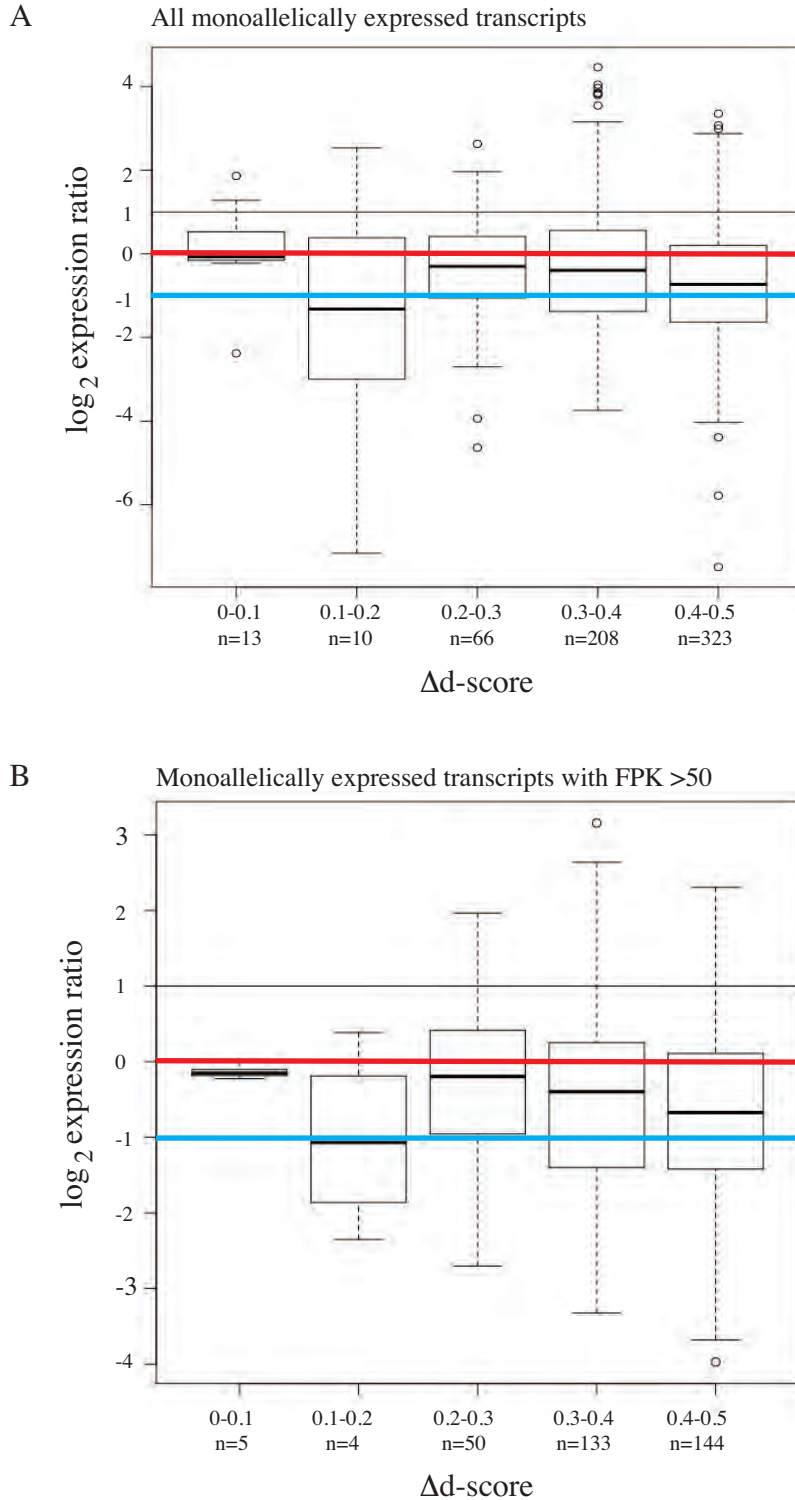 A
All monoallelically expressed transcripts
4
2
1
0
-1
-2
-4
-6
log2 expression ratio
0-0.1 0.1-0.2 0.2-0.3 0.3-0.4 0.4-0.5
n=13 n=10 n=66 n=208 n=323
Δd-score
B
Monoallelically expressed transcripts with FPK >50
3
2
1
0
-1
-2
-3
-4
log2 expression ratio
0-0.1 0.1-0.2 0.2-0.3 0.3-0.4 0.4-0.5
n=5 n=4 n=50 n=133 n=144
Δd-score